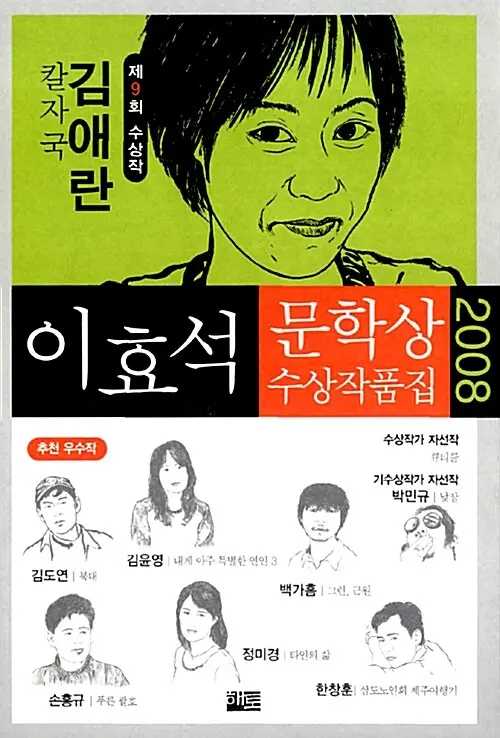 제9회 수상작
김애란
칼자국
이효석
문학상
수상작품집
2008
추천 우수작
수상작가 자선작
큐티클
기수상작가 자선작
박민규 | 낮잠
김도연 | 북대
김윤영 | 내게 아주 특별한 연인 3
백가흠 | 그런, 근원
손홍규 | 푸른 괄호
정미경 | 타인의 삶
한창훈 | 삼도노인회 제주여행기
해토